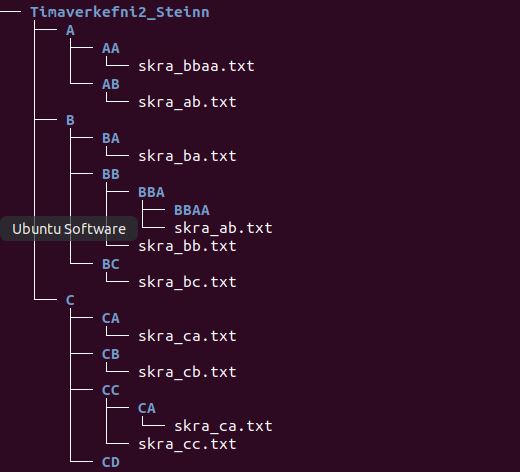 Timaverkefni2_Steinn
A
AA
skra_bbaa.txt
AB
skra_ab.txt
B
BA
skra_ba.txt
BB
BBA
BBAA
skra_ab.txt
Ubuntu Software
skra_bb.txt
BC
skra_bc.txt
C
CA
skra_ca.txt
CB
skra_cb.txt
CC
CA
skra_ca.txt
skra_cc.txt
CD